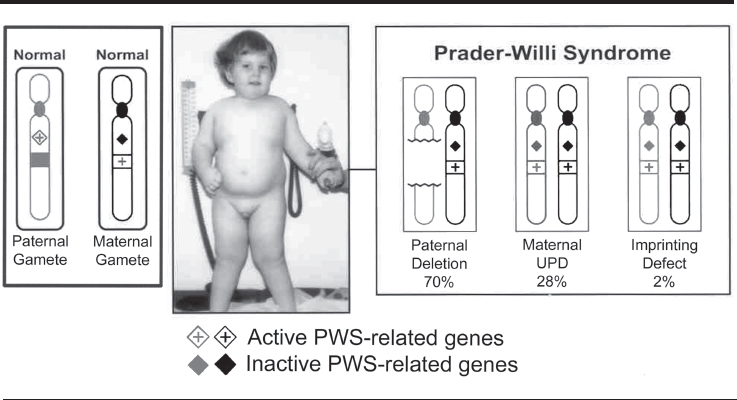 Normal
Normal
Paternal
Gamete
Maternal
Gamete
Prader-Willi Syndrome
Paternal
Deletion
70%
Maternal
UPD
28%
Imprinting
Defect
2%
Active PWS-related genes
Inactive PWS-related genes